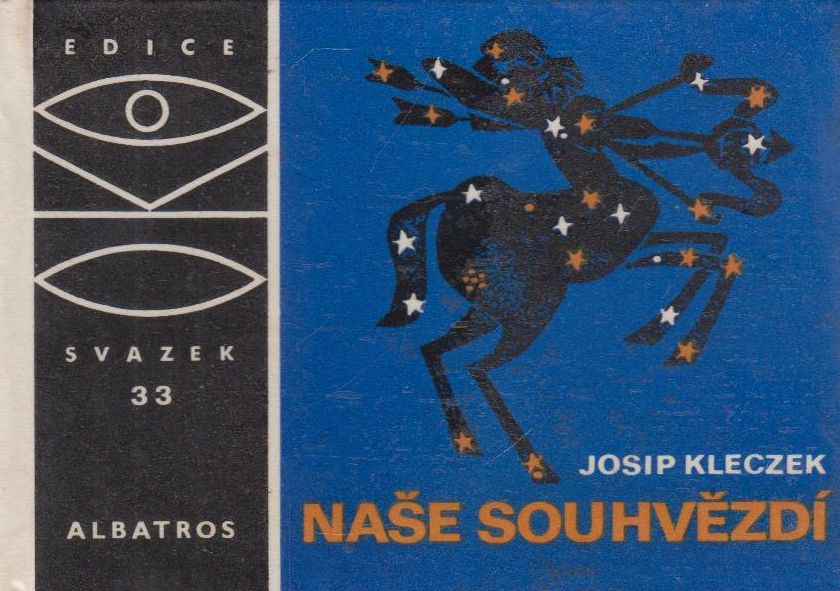 EDICE
SVAZEK
33
ALBATROS
JOSIP KLECZEK
NAŠE SOUHVĚZDÍ